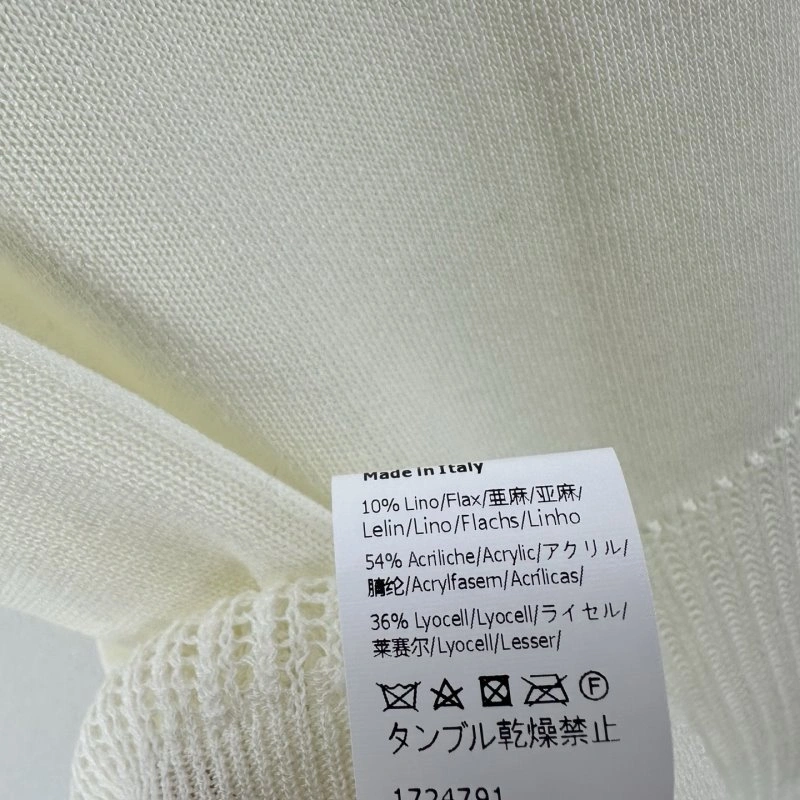 Made in Italy
10% Lino/Flax/亜麻/亚麻/
Lelin/Lino/Flachs/Linho
54% Acriliche/Acrylic/アクリル/
腈纶/Acrylfasern/Acrílicas/
36% Lyocell/Lyocell/ライセル/
莱赛尔/Lyocell/Lesser/
F
タンブル乾燥禁止
1724791